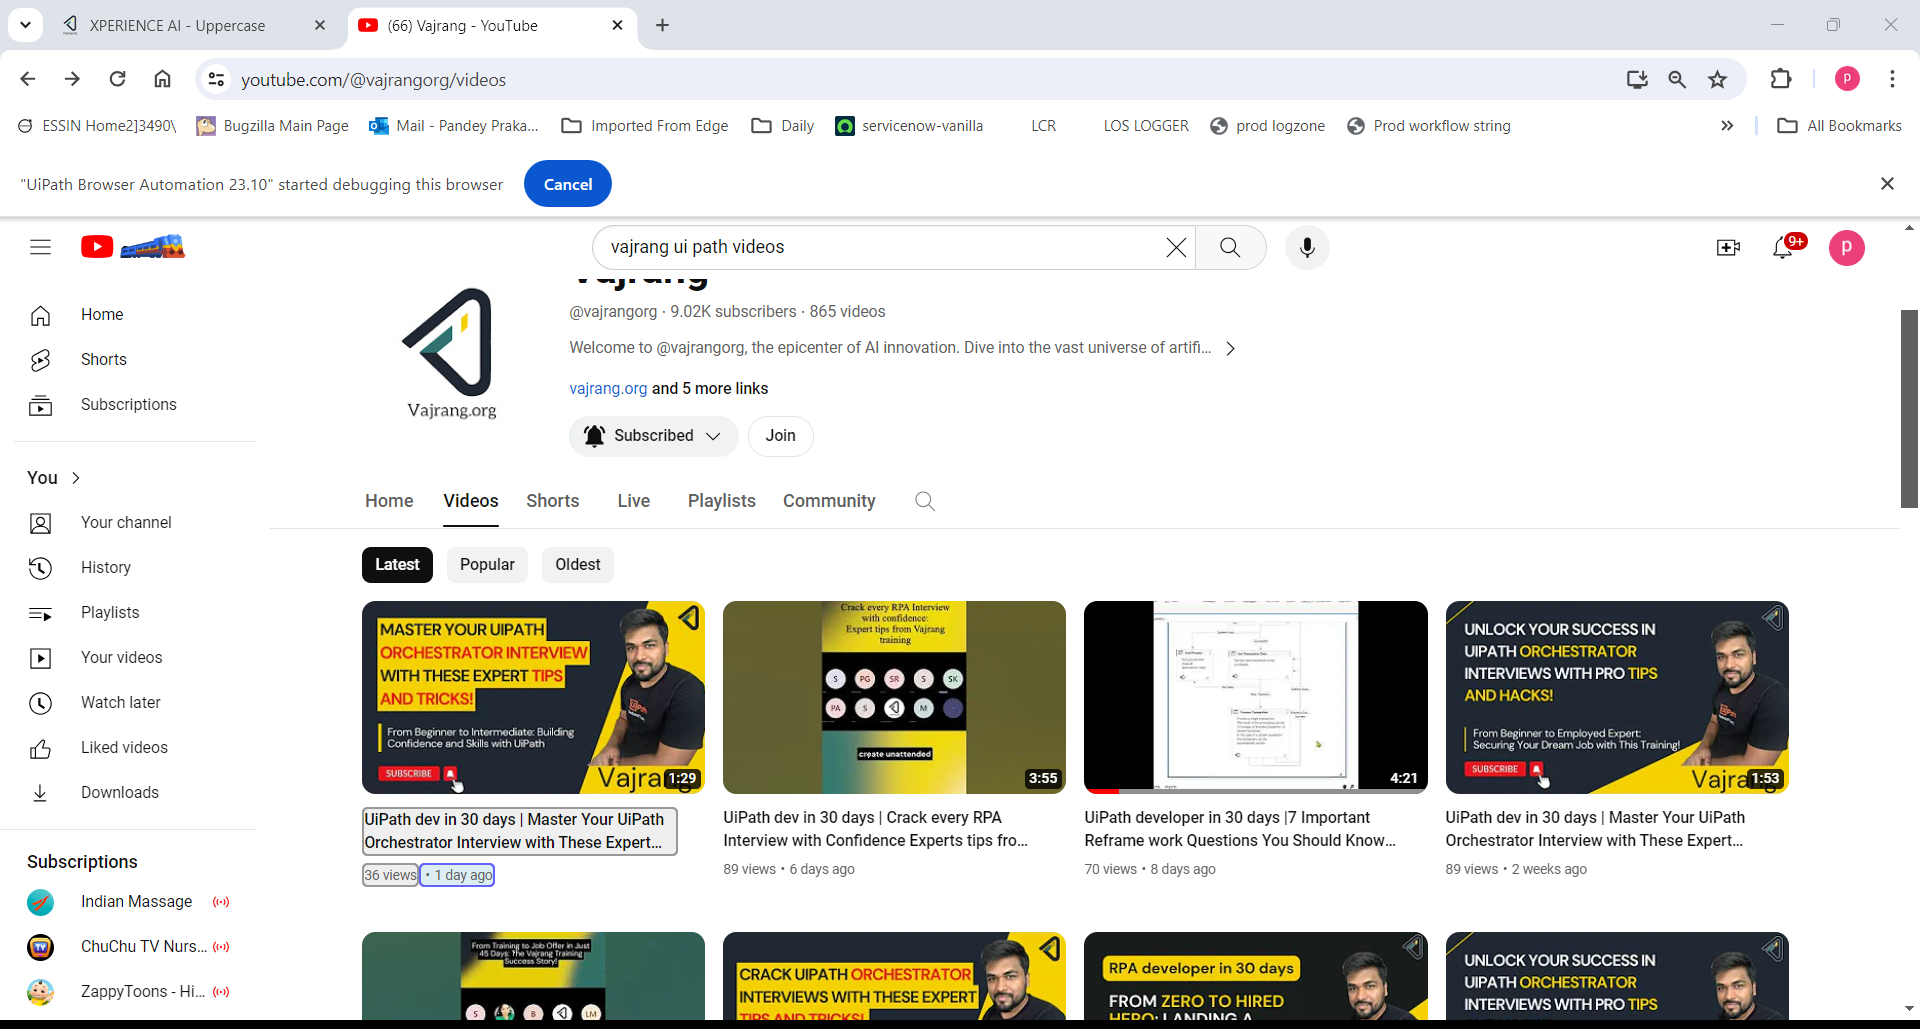 XPERIENCE AI - Uppercase
(66) Vajrang - YouTube
youtube.com/@vajrangorg/videos
P
ESSIN Home2]3490\
Bugzilla Main Page
Mail - Pandey Praka...
Imported From Edge
Daily
servicenow-vanilla
LCR
LOS LOGGER
prod logzone
Prod workflow string
All Bookmarks
"UiPath Browser Automation 23.10" started debugging this browser
Cancel
vajrang ui path videos
9+
P
Home
Shorts
Subscriptions
You
Your channel
History
Playlists
Your videos
Watch later
Liked videos
Downloads
Subscriptions
Indian Massage
ChuChu TV Nurs...
ZappyToons - Hi...
Vajrang.org
Vajrang
@vajrangorg · 9.02K subscribers · 865 videos
Welcome to @vajrangorg, the epicenter of AI innovation. Dive into the vast universe of artifi...
vajrang.org and 5 more links
Subscribed
Join
Home
Videos
Shorts
Live
Playlists
Community
Latest
Popular
Oldest
MASTER YOUR UIPATH
ORCHESTRATOR INTERVIEW
WITH THESE EXPERT TIPS
AND TRICKS!
From Beginner to Intermediate: Building
Confidence and Skills with UiPath
SUBSCRIBE
Vajrang
1:29
UiPath dev in 30 days | Master Your UiPath
Orchestrator Interview with These Expert...
36 views • 1 day ago
Crack every RPA Interview
with confidence:
Expert tips from Vajrang
training
S PG SR S SK
PA S M
create unattended
3:55
UiPath dev in 30 days | Crack every RPA
Interview with Confidence Experts tips fro...
89 views • 6 days ago
4:21
UiPath developer in 30 days |7 Important
Reframe work Questions You Should Know...
70 views • 8 days ago
UNLOCK YOUR SUCCESS IN
UIPATH ORCHESTRATOR
INTERVIEWS WITH PRO TIPS
AND HACKS!
From Beginner to Employed Expert:
Securing Your Dream Job with This Training!
SUBSCRIBE
Vajrang
1:53
UiPath dev in 30 days | Master Your UiPath
Orchestrator Interview with These Expert...
89 views • 2 weeks ago
From Training to Job Offer in Just
45 Days: The Vajrang Training
Success Story!
S B LM
CRACK UIPATH ORCHESTRATOR
INTERVIEWS WITH THESE EXPERT
TIPS AND TRICKS!
RPA developer in 30 days
FROM ZERO TO HIRED
HERO: LANDING A
UNLOCK YOUR SUCCESS IN
UIPATH ORCHESTRATOR
INTERVIEWS WITH PRO TIPS